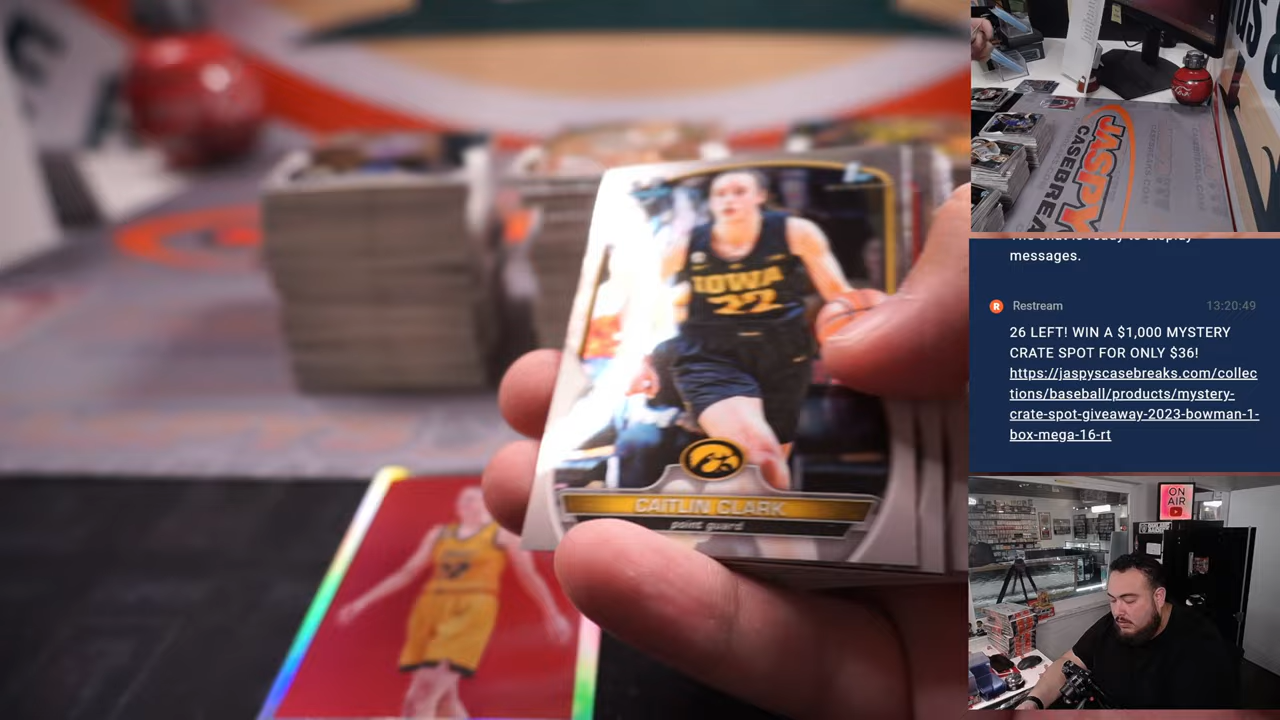 IOWA
22
CAITLIN CLARK
point guard
JASPY
CASEBREA
messages.
Restream 13:20:49
26 LEFT! WIN A $1,000 MYSTERY
CRATE SPOT FOR ONLY $36!
https://jaspyscasebreaks.com/collec
tions/baseball/products/mystery-
crate-spot-giveaway-2023-bowman-1-
box-mega-16-rt
ON
AIR